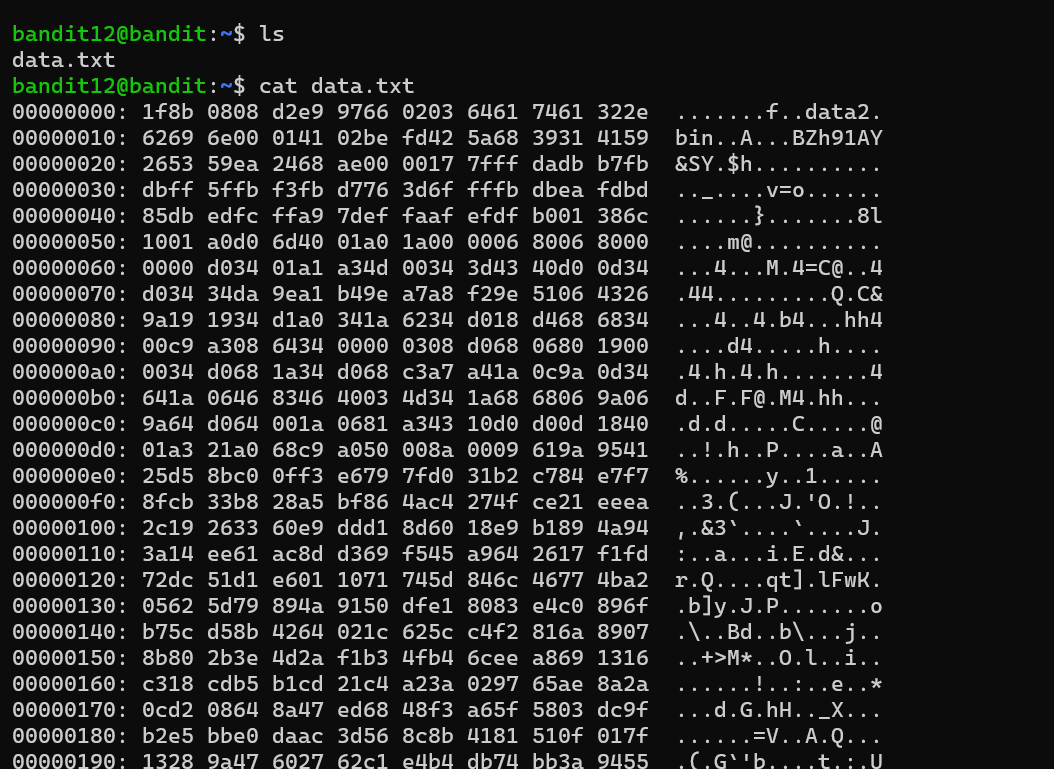 bandit12@bandit:~$ ls
data.txt
bandit12@bandit:~$ cat data.txt
00000000: 1f8b 0808 d2e9 9766 0203 6461 7461 322e  .......f..data2.
00000010: 6269 6e00 0141 02be fd42 5a68 3931 4159  bin..A...BZh91AY
00000020: 2653 59ea 2468 ae00 0017 7fff dadb b7fb  &SY.$h..........
00000030: dbff 5ffb f3fb d776 3d6f fffb dbea fdbd  .._....v=o......
00000040: 85db edfc ffa9 7def faaf efdf b001 386c  ......}.......8l
00000050: 1001 a0d0 6d40 01a0 1a00 0006 8006 8000  ....m@..........
00000060: 0000 d034 01a1 a34d 0034 3d43 40d0 0d34  ...4...M.4=C@..4
00000070: d034 34da 9ea1 b49e a7a8 f29e 5106 4326  .44.........Q.C&
00000080: 9a19 1934 d1a0 341a 6234 d018 d468 6834  ...4..4.b4...hh4
00000090: 00c9 a308 6434 0000 0308 d068 0680 1900  ....d4.....h....
000000a0: 0034 d068 1a34 d068 c3a7 a41a 0c9a 0d34  .4.h.4.h.......4
000000b0: 641a 0646 8346 4003 4d34 1a68 6806 9a06  d..F.F@.M4.hh...
000000c0: 9a64 d064 001a 0681 a343 10d0 d00d 1840  .d.d.....C.....@
000000d0: 01a3 21a0 68c9 a050 008a 0009 619a 9541  ..!.h..P....a..A
000000e0: 25d5 8bc0 0ff3 e679 7fd0 31b2 c784 e7f7  %......y..1.....
000000f0: 8fcb 33b8 28a5 bf86 4ac4 274f ce21 eeea  ..3.(...J.'O.!..
00000100: 2c19 2633 60e9 ddd1 8d60 18e9 b189 4a94  ,.&3`....`....J.
00000110: 3a14 ee61 ac8d d369 f545 a964 2617 f1fd  :..a...i.E.d&...
00000120: 72dc 51d1 e601 1071 745d 846c 4677 4ba2  r.Q....qt].lFwK.
00000130: 0562 5d79 894a 9150 dfe1 8083 e4c0 896f  .b]y.J.P.......o
00000140: b75c d58b 4264 021c 625c c4f2 816a 8907  .\..Bd..b\...j..
00000150: 8b80 2b3e 4d2a f1b3 4fb4 6cee a869 1316  ..+>M*..O.l..i..
00000160: c318 cdb5 b1cd 21c4 a23a 0297 65ae 8a2a  ......!..:..e..*
00000170: 0cd2 0864 8a47 ed68 48f3 a65f 5803 dc9f  ...d.G.hH.._X...
00000180: b2e5 bbe0 daac 3d56 8c8b 4181 510f 017f  ......=V..A.Q...
00000190: 1328 9a47 6027 62c1 e4b4 db74 bb3a 9455  .(.G`'b....t.:.U